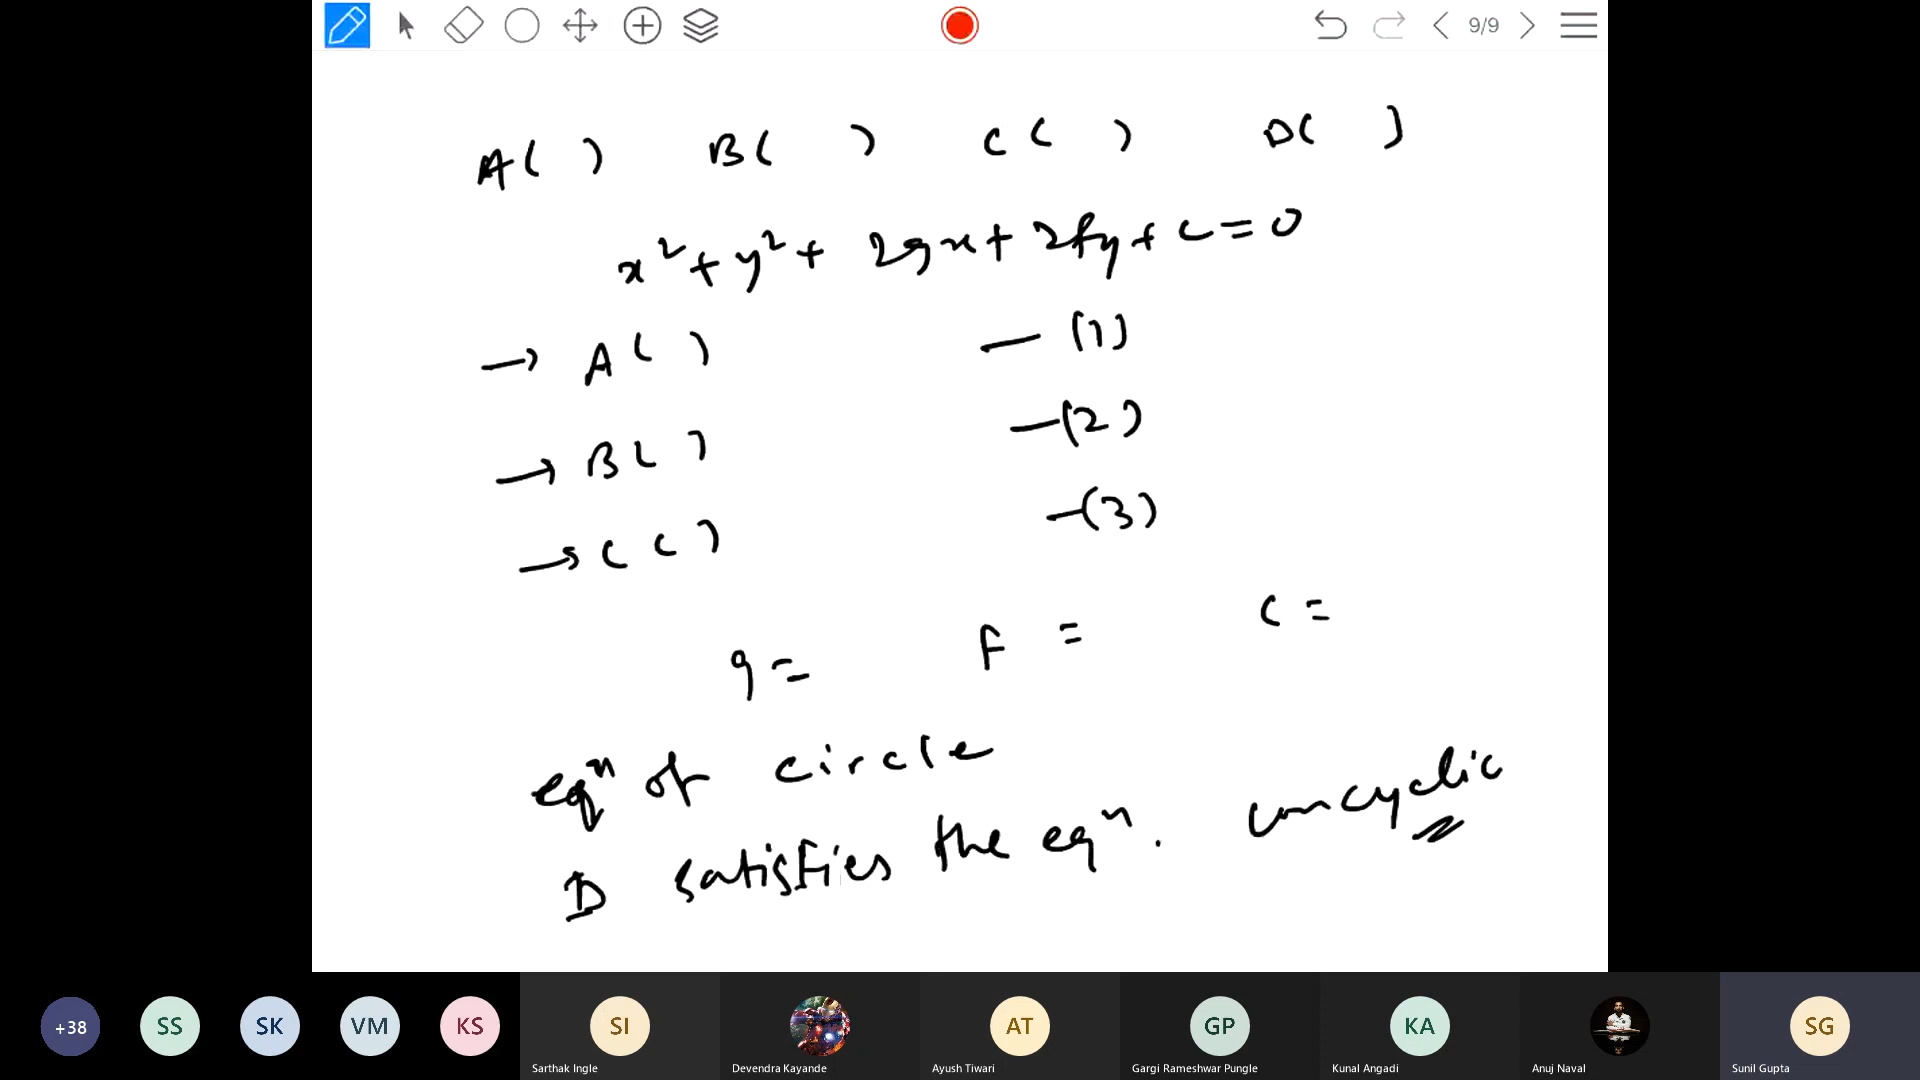 9/9
A( ) B( ) C( ) D( )
x²+y²+ 2gx+2fy+c=0
→ A( ) —(1)
→ B( ) —(2)
→ C( ) —(3)
g= F= C=
eqⁿ of circle
D satisfies the eqⁿ. concyclic
+38 SS SK VM KS SI AT GP KA SG
Sarthak Ingle Devendra Kayande Ayush Tiwari Gargi Rameshwar Pungle Kunal Angadi Anuj Naval Sunil Gupta